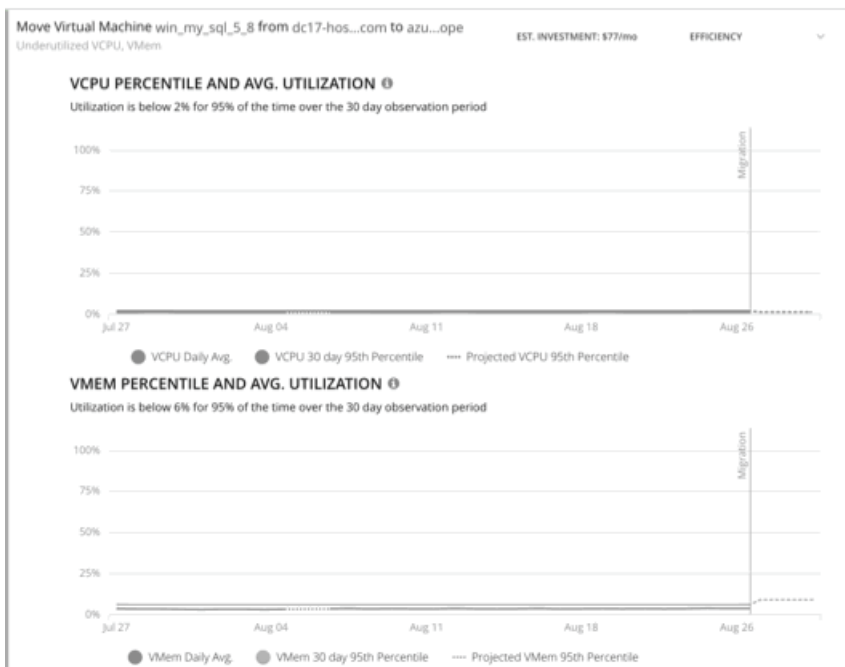 Move Virtual Machine win_my_sql_5_8 from dc17-hos...com to azu...ope
EST. INVESTMENT: $77/mo
EFFICIENCY
Underutilized VCPU, VMem
VCPU PERCENTILE AND AVG. UTILIZATION
Utilization is below 2% for 95% of the time over the 30 day observation period
100%
75%
50%
25%
0%
Migration
Jul 27
Aug 04
Aug 11
Aug 18
Aug 26
VCPU Daily Avg.
VCPU 30 day 95th Percentile
Projected VCPU 95th Percentile
VMEM PERCENTILE AND AVG. UTILIZATION
Utilization is below 6% for 95% of the time over the 30 day observation period
100%
75%
50%
25%
0%
Migration
Jul 27
Aug 04
Aug 11
Aug 18
Aug 26
VMem Daily Avg.
VMem 30 day 95th Percentile
Projected VMem 95th Percentile